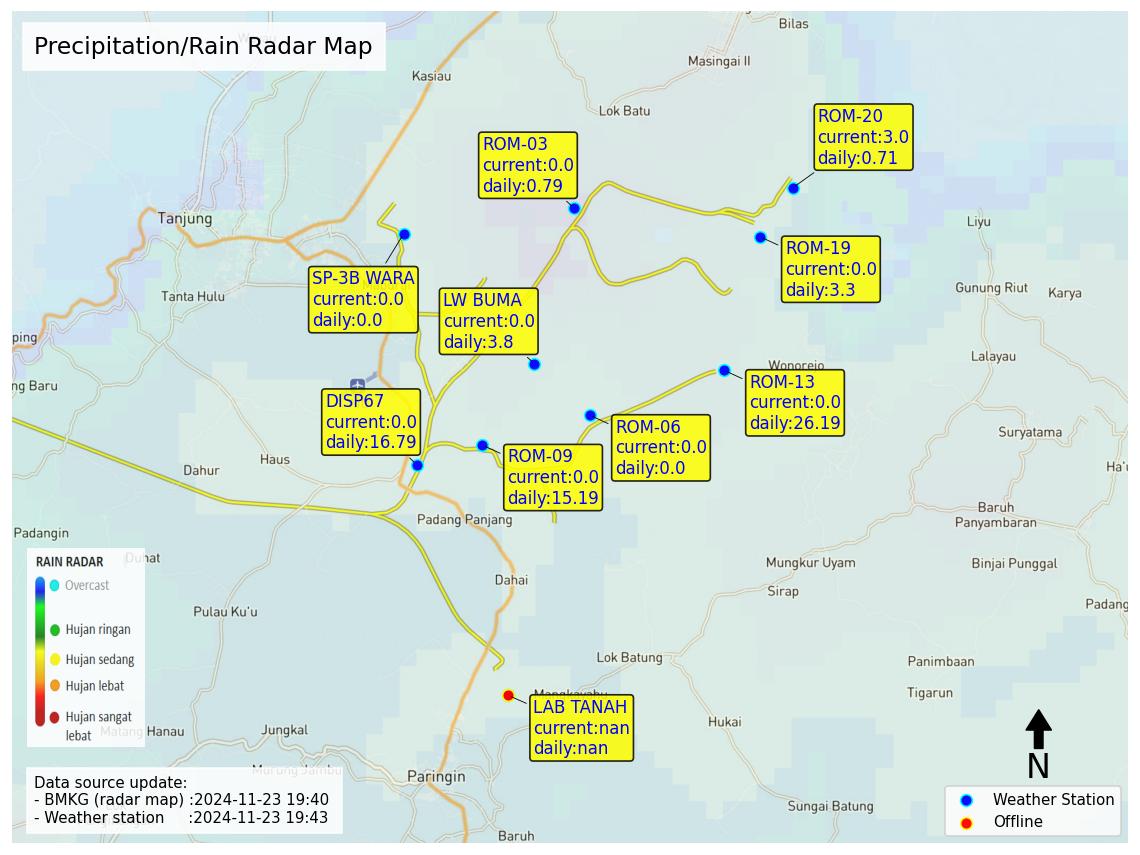 Precipitation/Rain Radar Map
Bilas
Masingai II
Kasiau
Lok Batu
ROM-20
current:3.0
daily:0.71
ROM-03
current:0.0
daily:0.79
Tanjung
Liyu
ROM-19
current:0.0
daily:3.3
SP-3B WARA
current:0.0
daily:0.0
Tanta Hulu
LW BUMA
current:0.0
daily:3.8
Gunung Riut
Karya
ping
Lalayau
Wonorejo
ng Baru
ROM-13
current:0.0
daily:26.19
DISP67
current:0.0
daily:16.79
ROM-06
current:0.0
daily:0.0
Suryatama
ROM-09
current:0.0
daily:15.19
Haus
Dahur
Ha'u
Baruh
Panyambaran
Padang Panjang
Padangin
RAIN RADAR
Overcast
Hujan ringan
Hujan sedang
Hujan lebat
Hujan sangat
lebat
Duhat
Mungkur Uyam
Binjai Punggal
Dahai
Sirap
Padang
Pulau Ku'u
Lok Batung
Panimbaan
Tigarun
Mangkayahu
LAB TANAH
current:nan
daily:nan
Hukai
Matang Hanau
Jungkal
Murung Jambu
Paringin
N
Sungai Batung
Baruh
Data source update:
- BMKG (radar map) :2024-11-23 19:40
- Weather station :2024-11-23 19:43
Weather Station
Offline